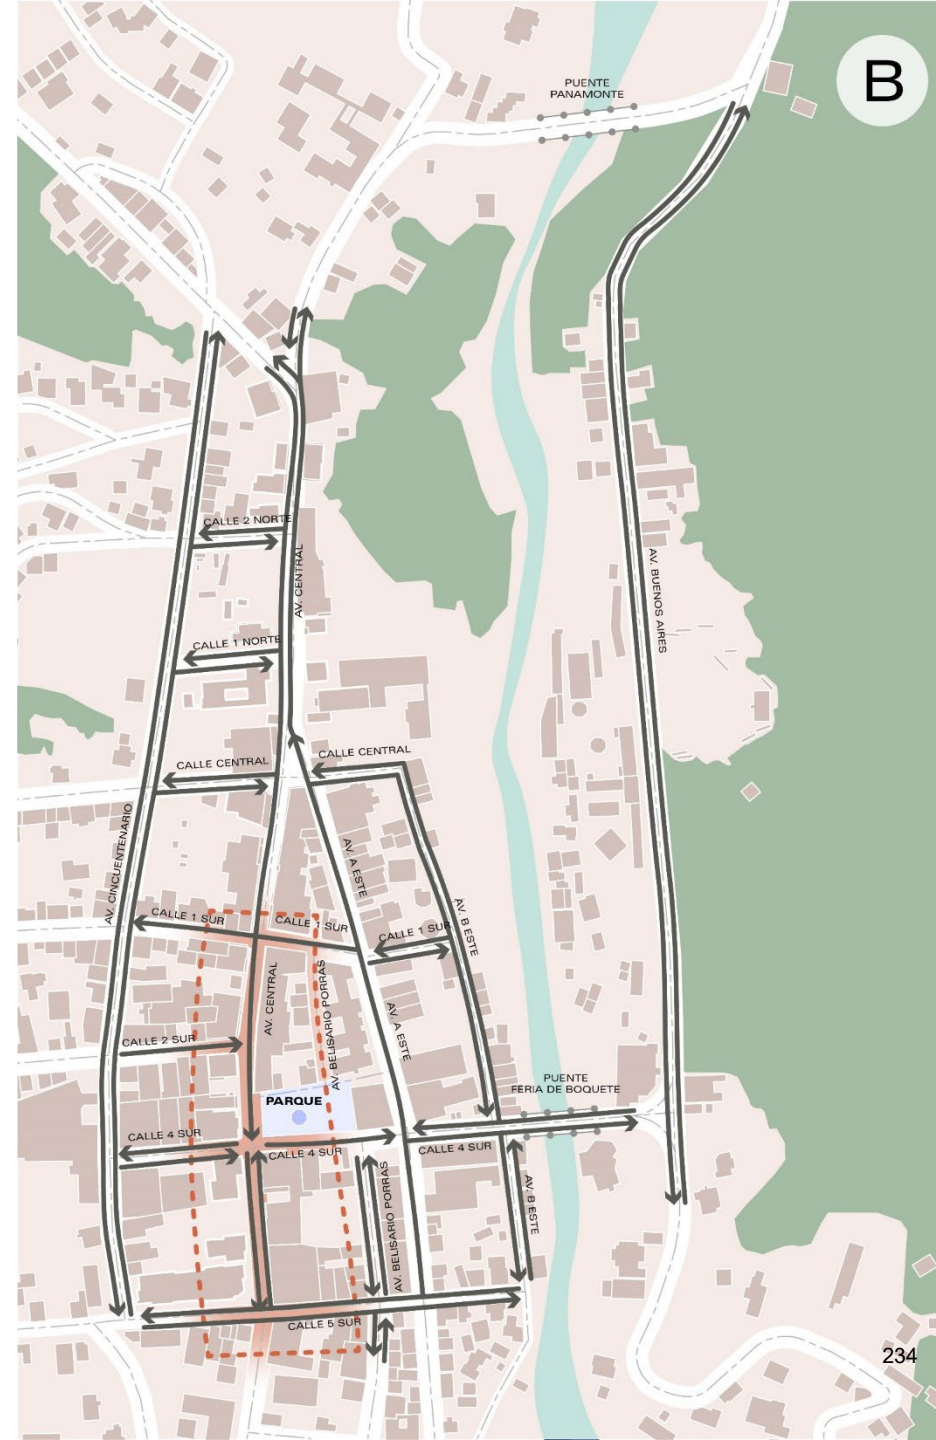 PUENTE
PANAMONTE
B
CALLE 2 NORTE
AV. CENTRAL
AV. BUENOS AIRES
CALLE 1 NORTE
CALLE CENTRAL
CALLE CENTRAL
AV. CINCUENTENARIO
AV. A ESTE
AV. B ESTE
CALLE 1 SUR
CALLE 1 SUR
CALLE 1 SUR
AV. CENTRAL
AV. BELISARIO PORRAS
AV. A ESTE
CALLE 2 SUR
PUENTE
FERIA DE BOQUETE
PARQUE
CALLE 4 SUR
CALLE 4 SUR
CALLE 4 SUR
AV. BELISARIO PORRAS
AV. B ESTE
CALLE 5 SUR
234